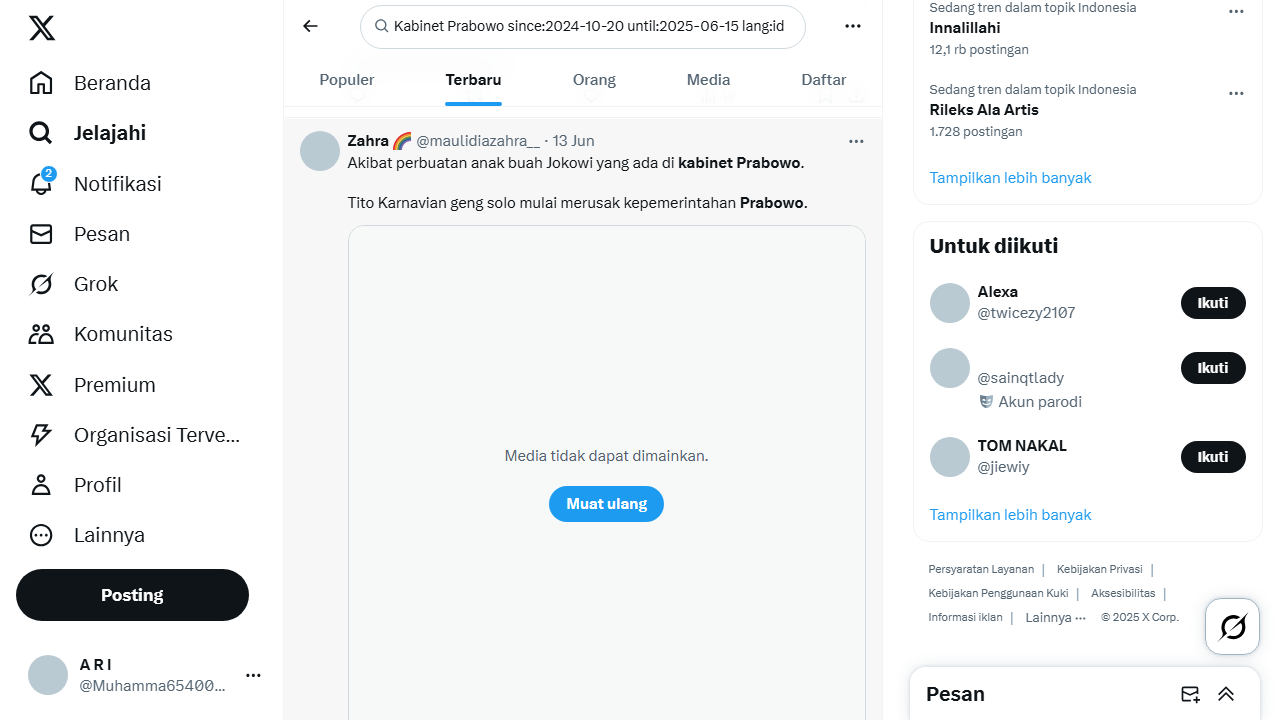 Beranda
Jelajahi
2
Notifikasi
Pesan
Grok
Komunitas
Premium
Organisasi Terve...
Profil
Lainnya
Posting
A R I
@Muhamma65400...
Kabinet Prabowo since:2024-10-20 until:2025-06-15 lang:id
Populer
Terbaru
Orang
Media
Daftar
Zahra 🌈 @maulidiazahra__ · 13 Jun
Akibat perbuatan anak buah Jokowi yang ada di kabinet Prabowo.
Tito Karnavian geng solo mulai merusak kepemerintahan Prabowo.
Media tidak dapat dimainkan.
Muat ulang
Sedang tren dalam topik Indonesia
Innalillahi
12,1 rb postingan
Sedang tren dalam topik Indonesia
Rileks Ala Artis
1.728 postingan
Tampilkan lebih banyak
Untuk diikuti
Alexa
@twicezy2107
Ikuti
@sainqtlady
Akun parodi
Ikuti
TOM NAKAL
@jiewiy
Ikuti
Tampilkan lebih banyak
Persyaratan Layanan | Kebijakan Privasi |
Kebijakan Penggunaan Kuki | Aksesibilitas |
Informasi iklan | Lainnya ··· © 2025 X Corp.
Pesan